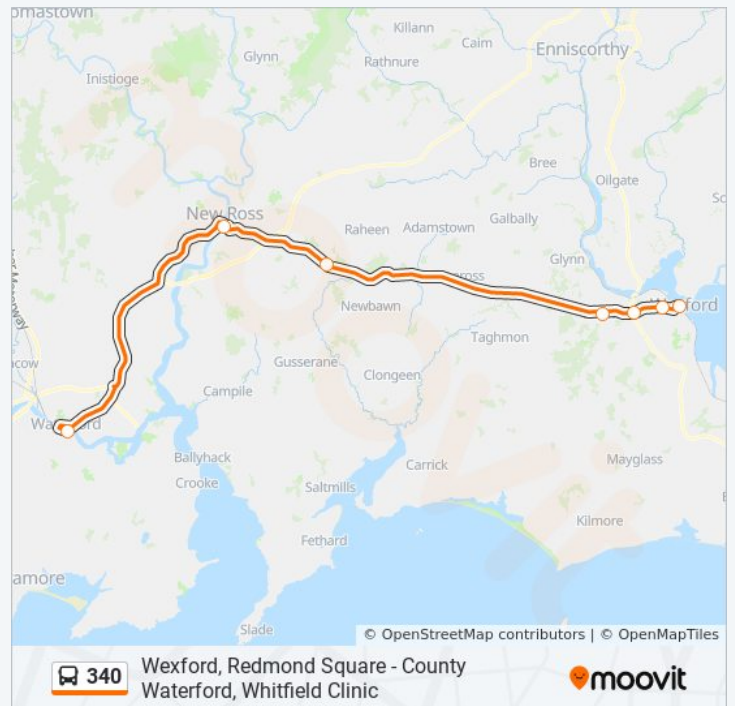 omastown
Killann
Caim
Enniscorthy
Glynn
Rathnure
Inistioge
Bree
Oilgate
New Ross
Raheen
Adamstown
Galbally
Glynn
Newbawn
Taghmon
Gusserane
Clongeen
Campile
Ballyhack
Crooke
Carrick
Mayglass
Saltmills
Kilmore
Fethard
amore
Slade
© OpenStreetMap contributors | © OpenMapTiles
340
Wexford, Redmond Square - County
Waterford, Whitfield Clinic
moovit